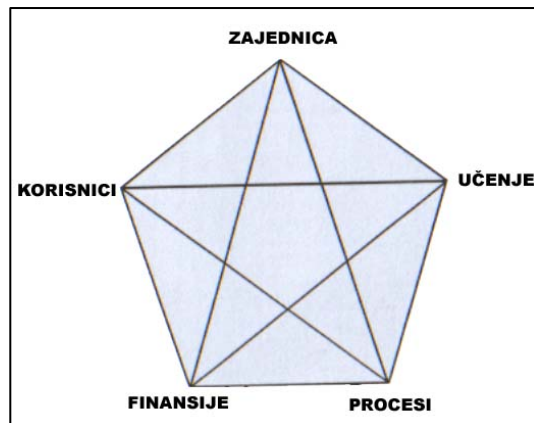 ZAJEDNICA
KORISNICI
UČENJE
FINANSIJE
PROCESI